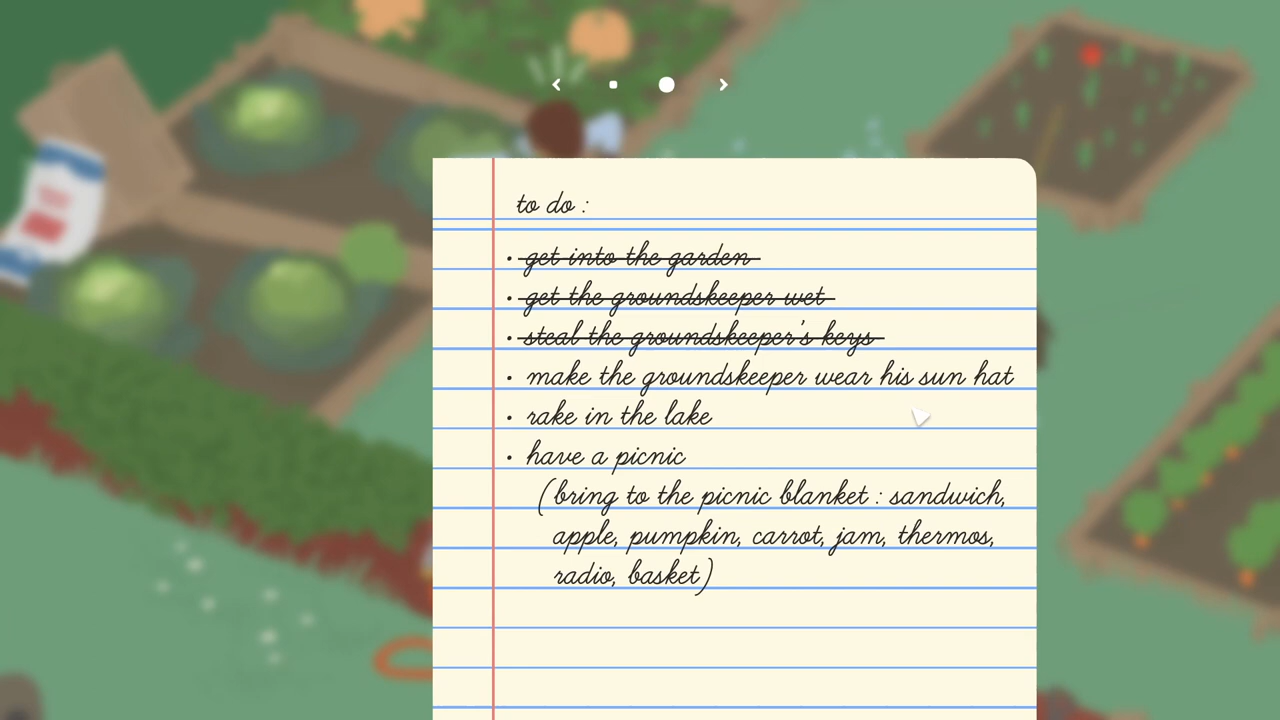 to do :
• get into the garden
• get the groundskeeper wet
• steal the groundskeeper's keys
• make the groundskeeper wear his sun hat
• rake in the lake
• have a picnic
(bring to the picnic blanket : sandwich,
apple, pumpkin, carrot, jam, thermos,
radio, basket)